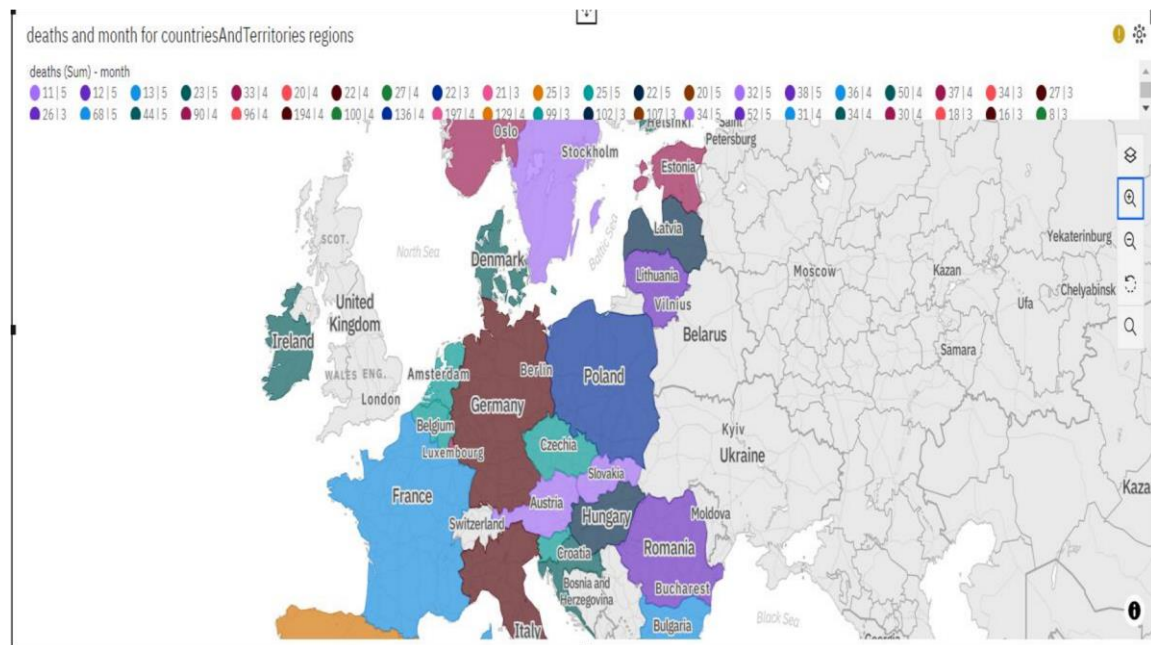 deaths and month for countriesAndTerritories regions
deaths (Sum) - month
11 | 5 12 | 5 13 | 5 23 | 5 33 | 4 20 | 4 22 | 4 27 | 4 22 | 3 21 | 3 25 | 3 25 | 5 25 | 5 20 | 5 32 | 5 38 | 5 36 | 4 50 | 4 37 | 4 34 | 3 27 | 3
26 | 3 68 | 5 44 | 5 90 | 4 96 | 4 194 | 4 100 | 4 136 | 4 197 | 4 129 | 4 99 | 3 102 | 3 107 | 3 34 | 5 52 | 5 31 | 4 34 | 4 30 | 4 18 | 3 16 | 3 8 | 3
Oslo
Helsinki
Saint Petersburg
Stockholm
Estonia
SCOT.
North Sea
Baltic Sea
Latvia
Yekaterinburg
Denmark
Lithuania
Moscow
Kazan
Chelyabinsk
Ufa
United
Kingdom
Vilnius
Belarus
Ireland
Samara
WALES ENG.
Amsterdam
Berlin
Poland
London
Germany
Belgium
Czechia
Kyiv
Luxembourg
Ukraine
Slovakia
France
Austria
Kaza
Switzerland
Hungary
Moldova
Croatia
Romania
Bosnia and
Herzegovina
Bucharest
Italy
Bulgaria
Black Sea